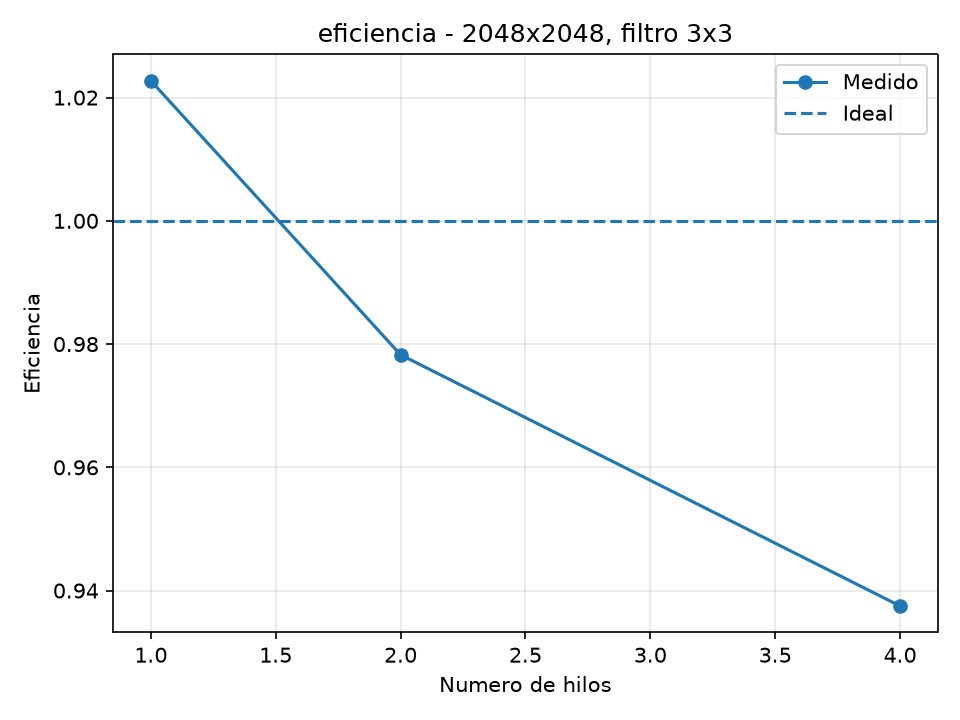 eficiencia - 2048x2048, filtro 3x3
Medido
Ideal
1.02
1.00
0.98
0.96
0.94
Eficiencia
1.0 1.5 2.0 2.5 3.0 3.5 4.0
Numero de hilos